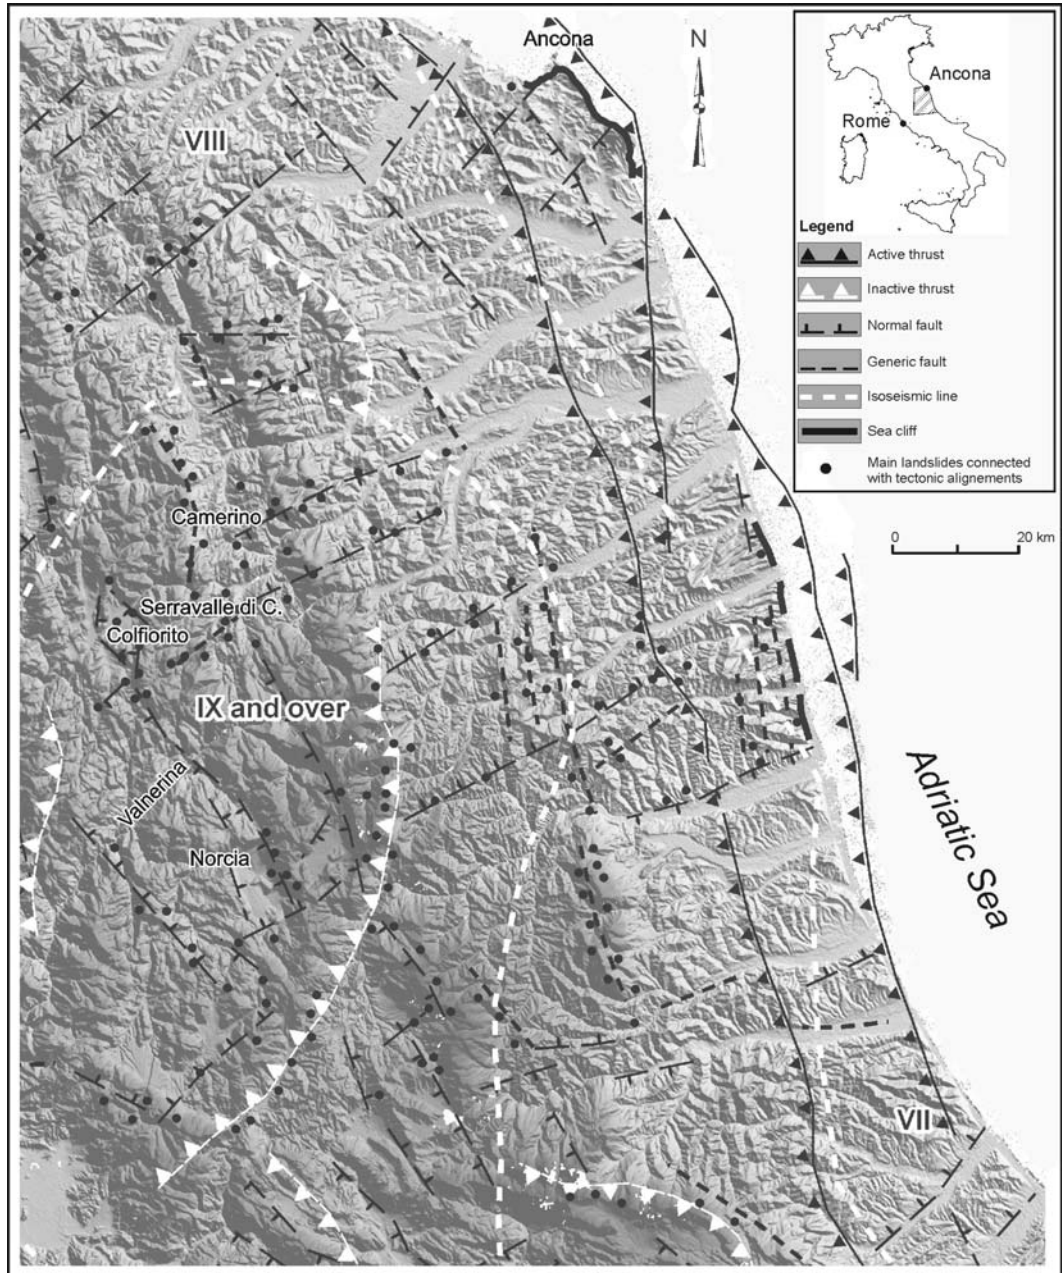 Ancona
N
VIII
Ancona
Rome
Legend
Active thrust
Inactive thrust
Normal fault
Generic fault
Isoseismic line
Sea cliff
Main landslides connected
with tectonic alignements
0 20 km
Camerino
Serravalle di C.
Colfiorito
IX and over
Valnerina
Norcia
Adriatic Sea
VII